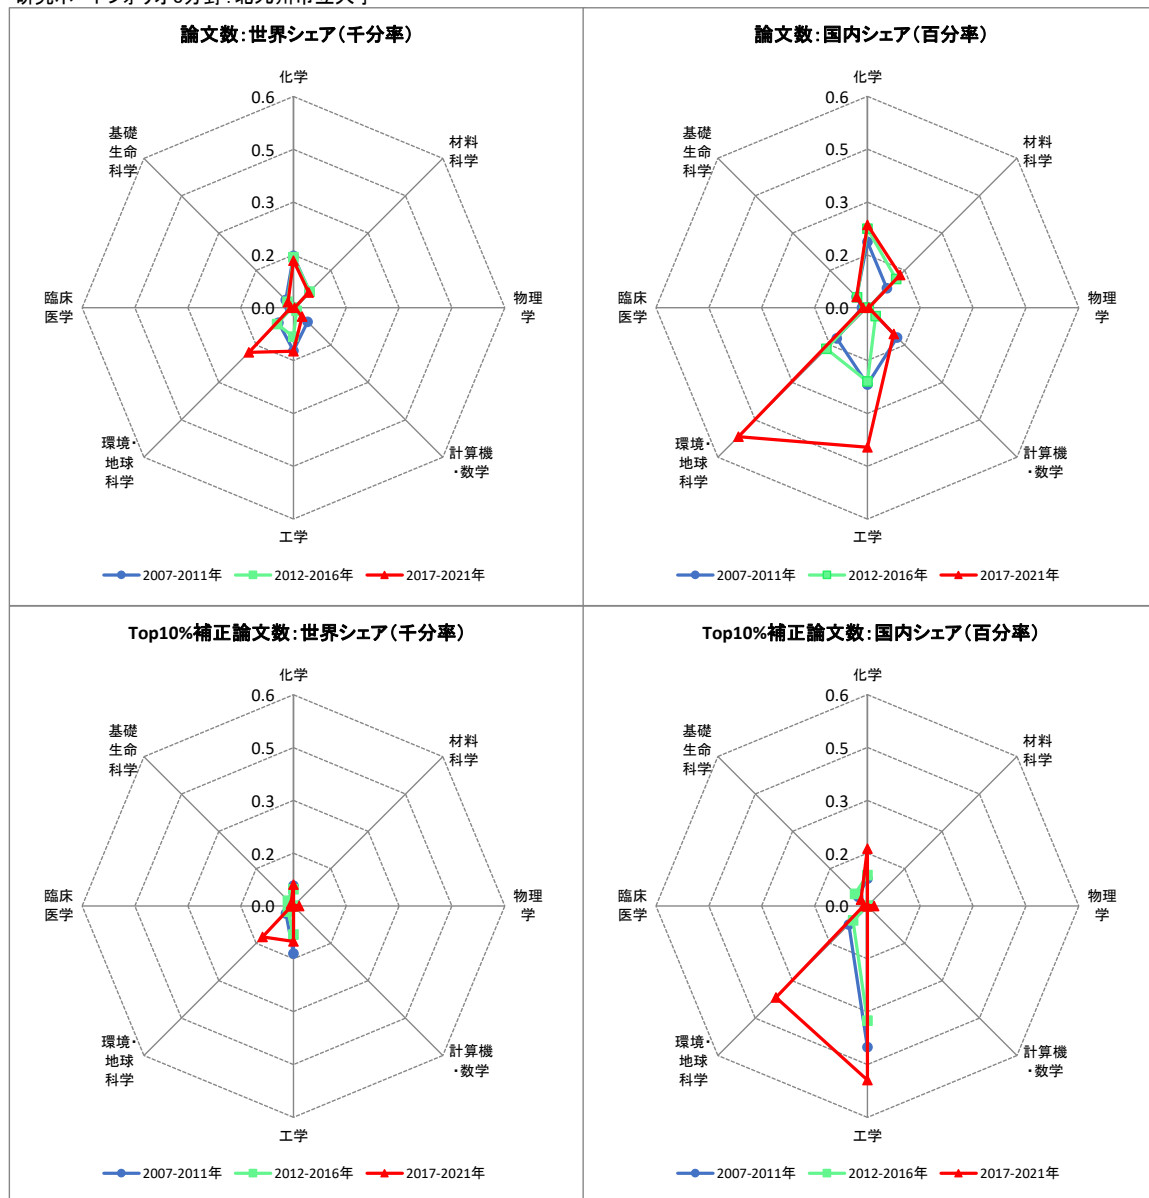 論文数:世界シェア(千分率)
化学
0.6
0.5
0.3
0.2
0.0
材料
科学
物理
学
計算機
・数学
工学
環境・
地球
科学
臨床
医学
基礎
生命
科学
2007-2011年
2012-2016年
2017-2021年
論文数:国内シェア(百分率)
化学
0.6
0.5
0.3
0.2
0.0
材料
科学
物理
学
計算機
・数学
工学
環境・
地球
科学
臨床
医学
基礎
生命
科学
2007-2011年
2012-2016年
2017-2021年
Top10%補正論文数:世界シェア(千分率)
化学
0.6
0.5
0.3
0.2
0.0
材料
科学
物理
学
計算機
・数学
工学
環境・
地球
科学
臨床
医学
基礎
生命
科学
2007-2011年
2012-2016年
2017-2021年
Top10%補正論文数:国内シェア(百分率)
化学
0.6
0.5
0.3
0.2
0.0
材料
科学
物理
学
計算機
・数学
工学
環境・
地球
科学
臨床
医学
基礎
生命
科学
2007-2011年
2012-2016年
2017-2021年